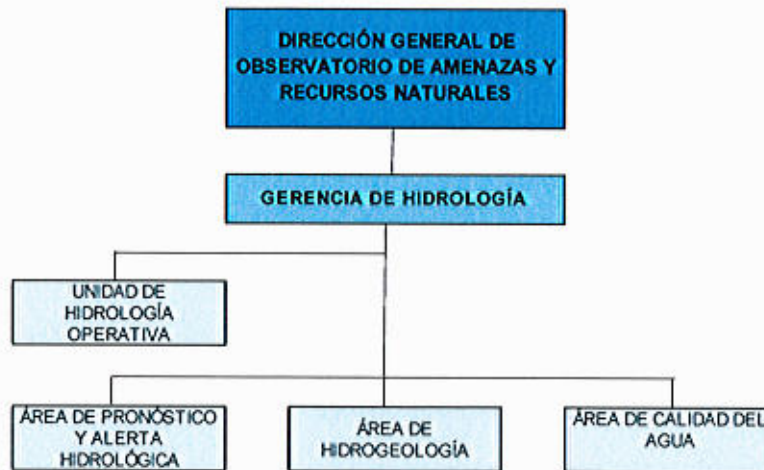 DIRECCIÓN GENERAL DE
OBSERVATORIO DE AMENAZAS Y
RECURSOS NATURALES
GERENCIA DE HIDROLOGÍA
UNIDAD DE
HIDROLOGÍA
OPERATIVA
ÁREA DE PRONÓSTICO
Y ALERTA
HIDROLÓGICA
ÁREA DE
HIDROGEOLOGÍA
ÁREA DE CALIDAD DEL
AGUA